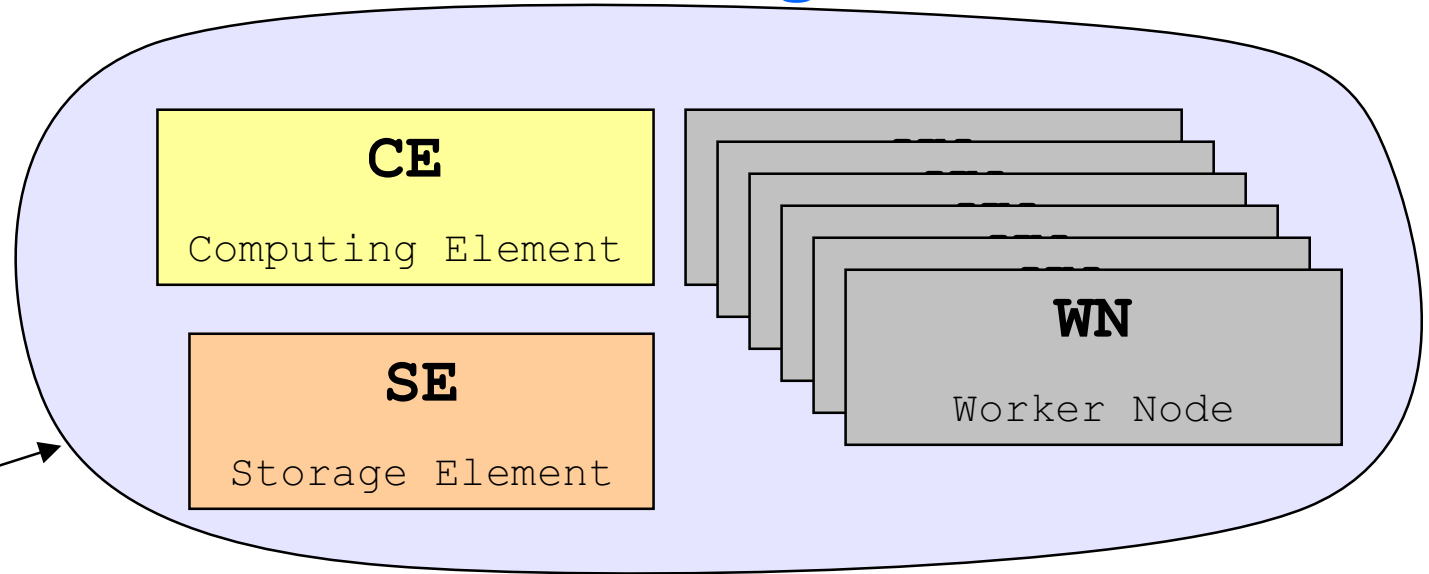 CE
Computing Element
SE
Storage Element
WN
Worker Node